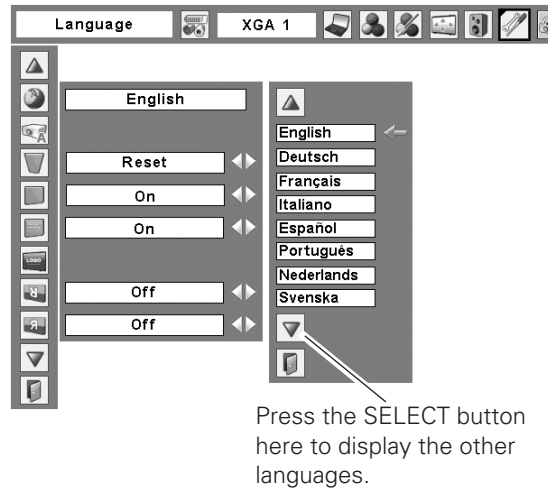 Language
XGA 1
English
Reset
On
On
Off
Off
English
Deutsch
Français
Italiano
Español
Português
Nederlands
Svenska
Press the SELECT button
here to display the other
languages.